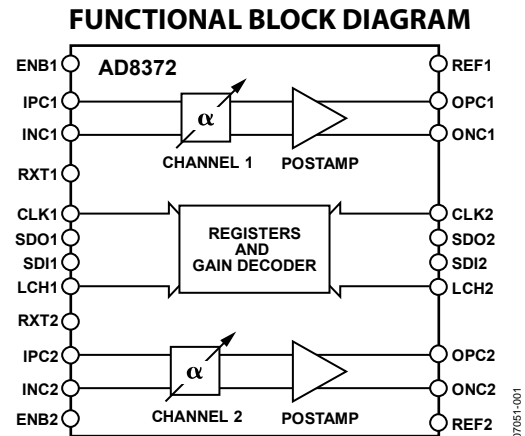 FUNCTIONAL BLOCK DIAGRAM
AD8372
ENB1
IPC1
INC1
RXT1
CLK1
SDO1
SDI1
LCH1
RXT2
IPC2
INC2
ENB2
α
CHANNEL 1
POSTAMP
REGISTERS
AND
GAIN DECODER
α
CHANNEL 2
POSTAMP
REF1
OPC1
ONC1
CLK2
SDO2
SDI2
LCH2
OPC2
ONC2
REF2
07051-001